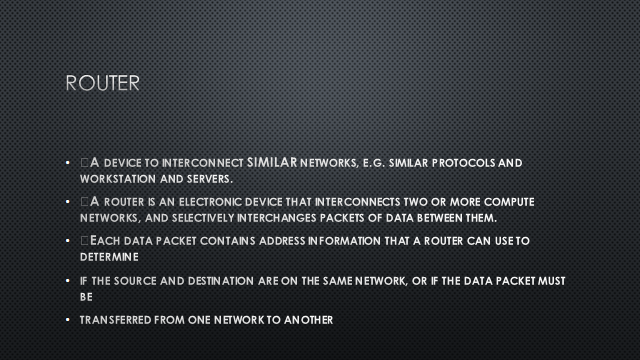 ROUTER
• □A DEVICE TO INTERCONNECT SIMILAR NETWORKS, E.G. SIMILAR PROTOCOLS AND
WORKSTATION AND SERVERS.
• □A ROUTER IS AN ELECTRONIC DEVICE THAT INTERCONNECTS TWO OR MORE COMPUTE
NETWORKS, AND SELECTIVELY INTERCHANGES PACKETS OF DATA BETWEEN THEM.
• □EACH DATA PACKET CONTAINS ADDRESS INFORMATION THAT A ROUTER CAN USE TO
DETERMINE
• IF THE SOURCE AND DESTINATION ARE ON THE SAME NETWORK, OR IF THE DATA PACKET MUST
BE
• TRANSFERRED FROM ONE NETWORK TO ANOTHER